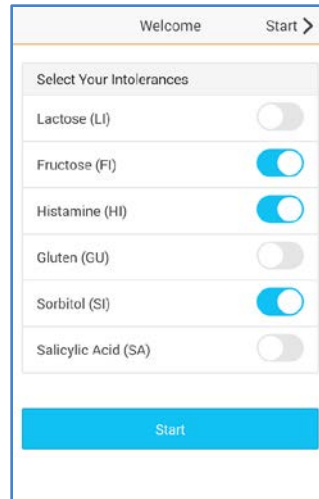 Welcome Start
Select Your Intolerances
Lactose (LI)
Fructose (FI)
Histamine (HI)
Gluten (GU)
Sorbitol (SI)
Salicylic Acid (SA)
Start